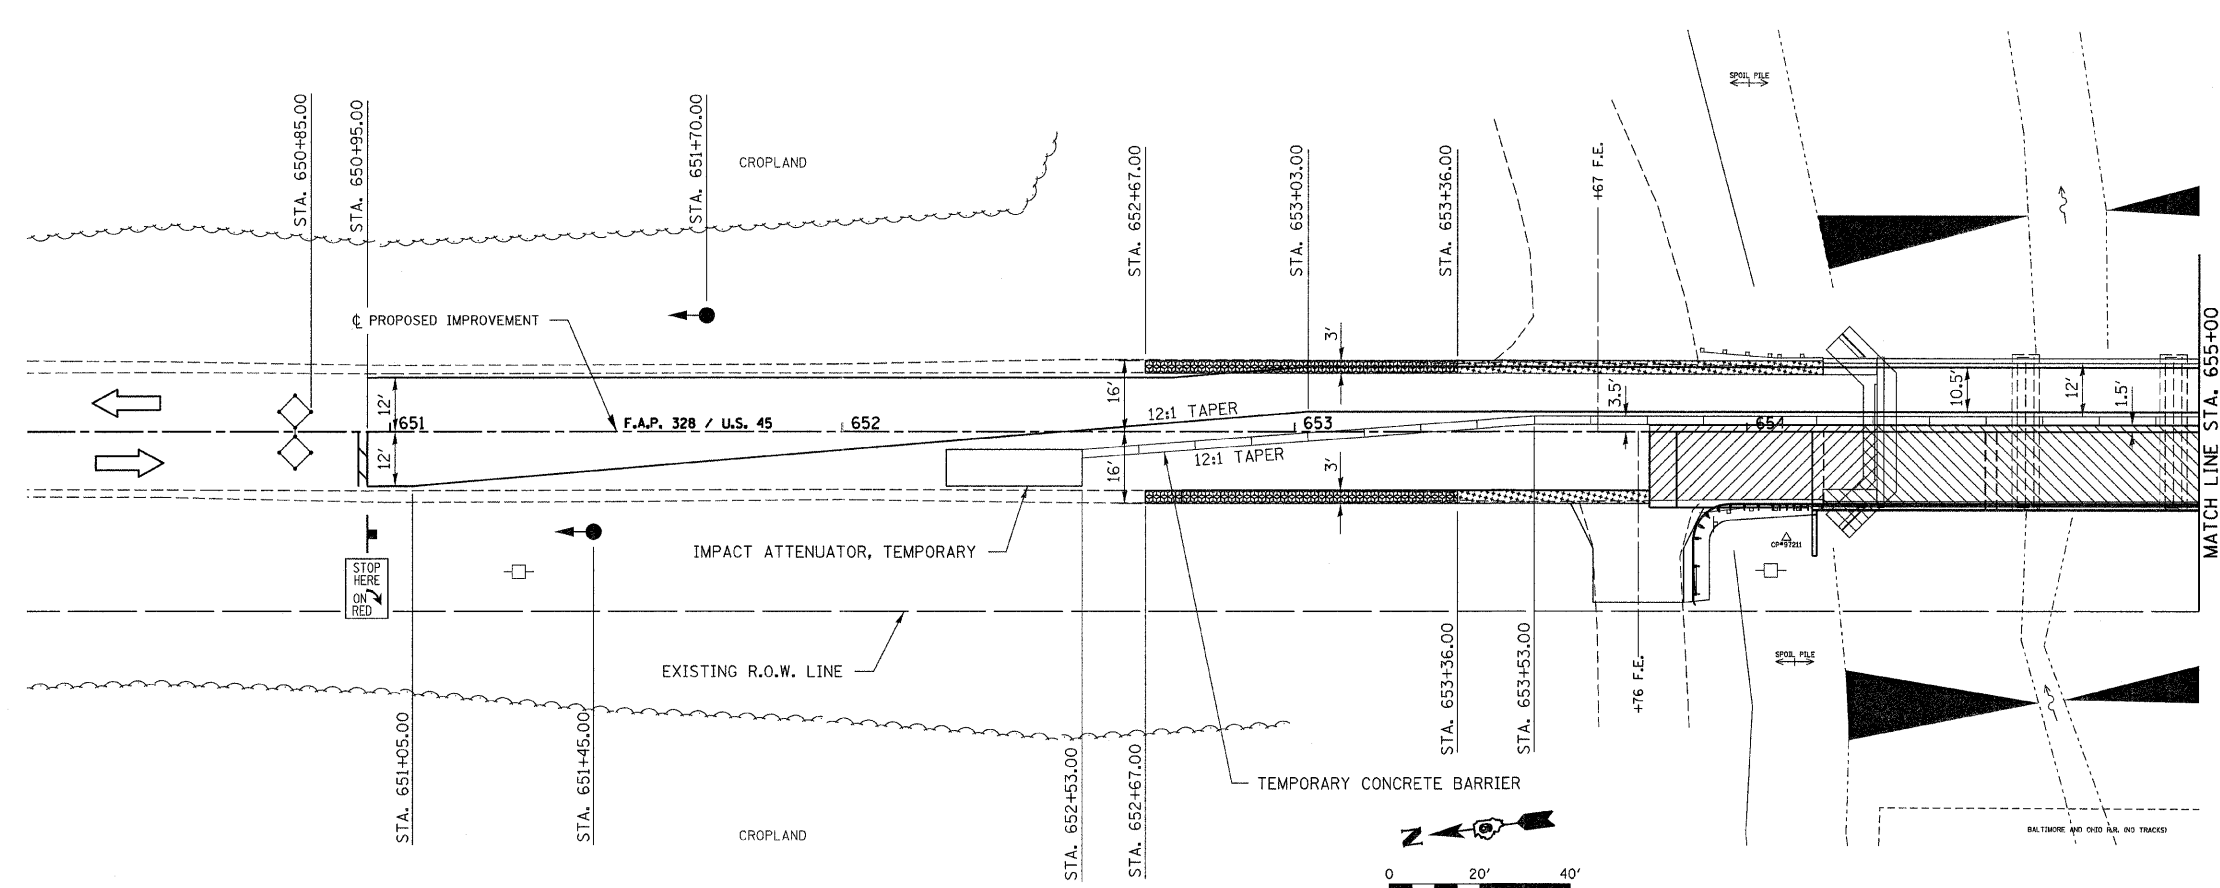 STA. 650+85.00
STA. 650+95.00
STA. 651+70.00
CROPLAND
STA. 652+67.00
STA. 653+03.00
STA. 653+36.00
+67 F.E.
SPOIL PILE
℄ PROPOSED IMPROVEMENT
3'
12'
651
F.A.P. 328 / U.S. 45
652
16'
12:1 TAPER
653
3.5'
654
10.5'
12'
1.5'
MATCH LINE STA. 655+00
12'
16'
12:1 TAPER
3'
IMPACT ATTENUATOR, TEMPORARY
CP#97211
STOP
HERE
ON
RED
EXISTING R.O.W. LINE
SPOIL PILE
STA. 651+05.00
STA. 651+45.00
STA. 652+53.00
STA. 652+67.00
STA. 653+36.00
STA. 653+53.00
+76 F.E.
TEMPORARY CONCRETE BARRIER
CROPLAND
N
BALTIMORE AND OHIO R.R. (NO TRACKS)
0 20' 40'